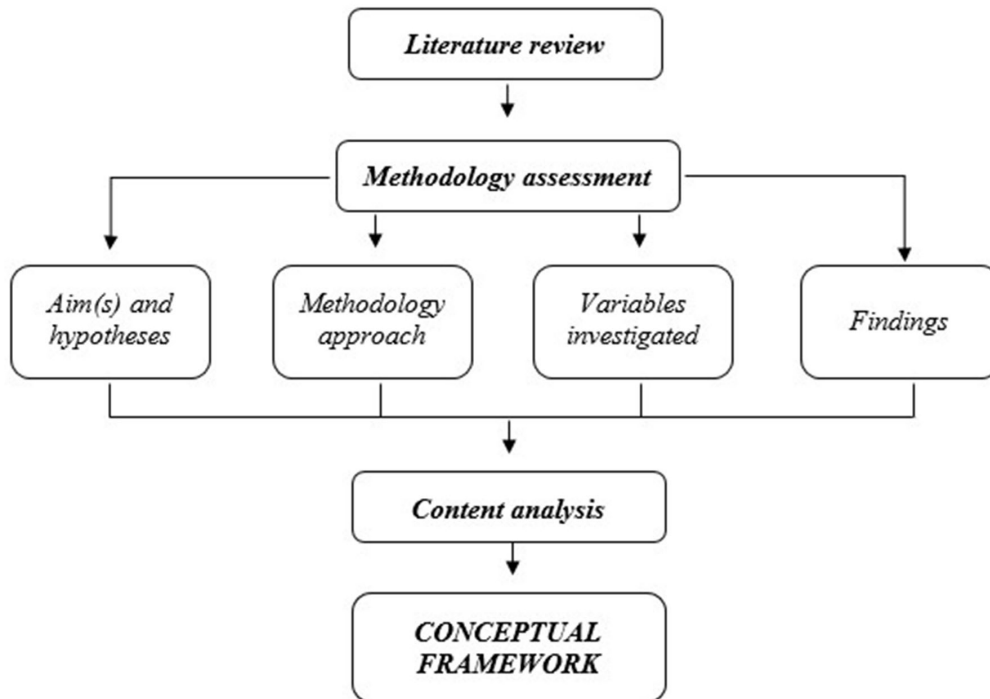 Literature review
Methodology assessment
Aim(s) and
hypotheses
Methodology
approach
Variables
investigated
Findings
Content analysis
CONCEPTUAL
FRAMEWORK